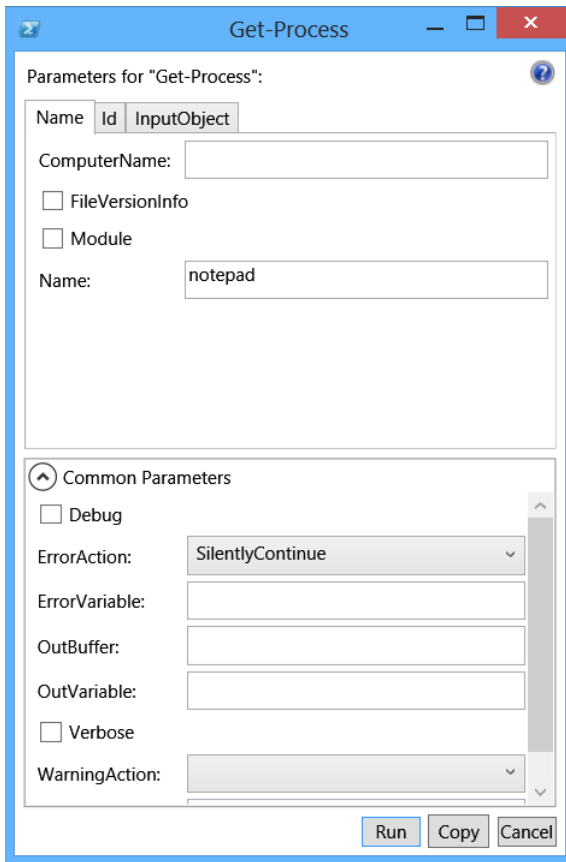 Get-Process
Parameters for "Get-Process":
Name Id InputObject
ComputerName:
FileVersionInfo
Module
Name: notepad
Common Parameters
Debug
ErrorAction: SilentlyContinue
ErrorVariable:
OutBuffer:
OutVariable:
Verbose
WarningAction:
Run Copy Cancel